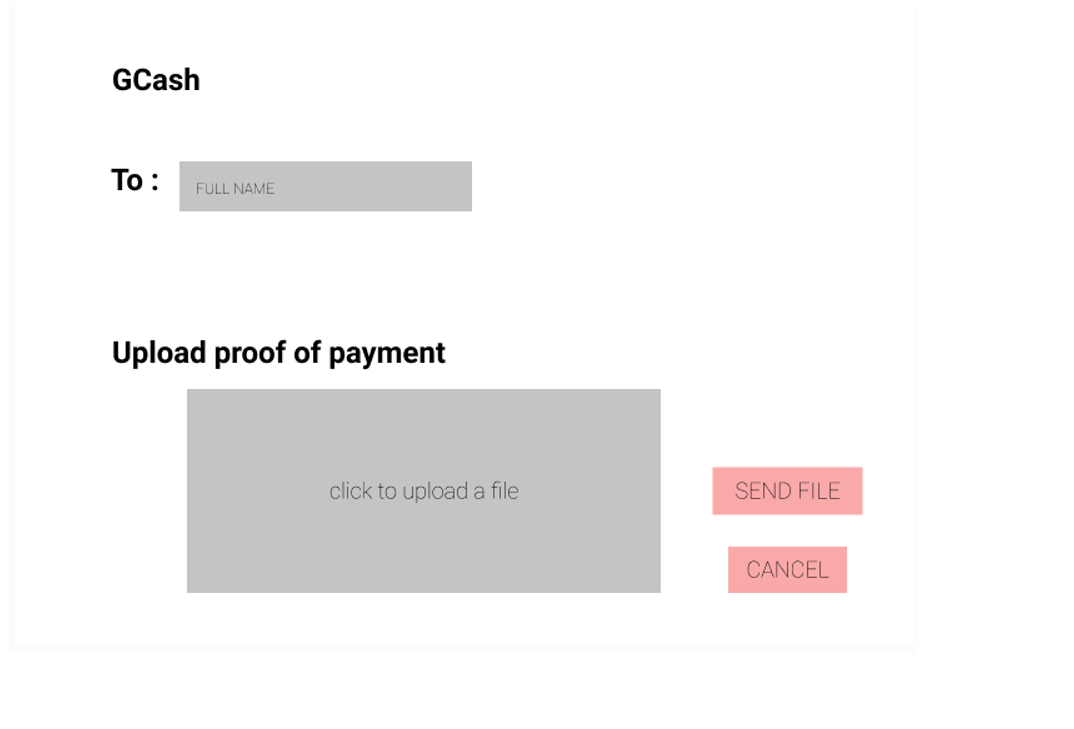 GCash
To :
FULL NAME
Upload proof of payment
click to upload a file
SEND FILE
CANCEL